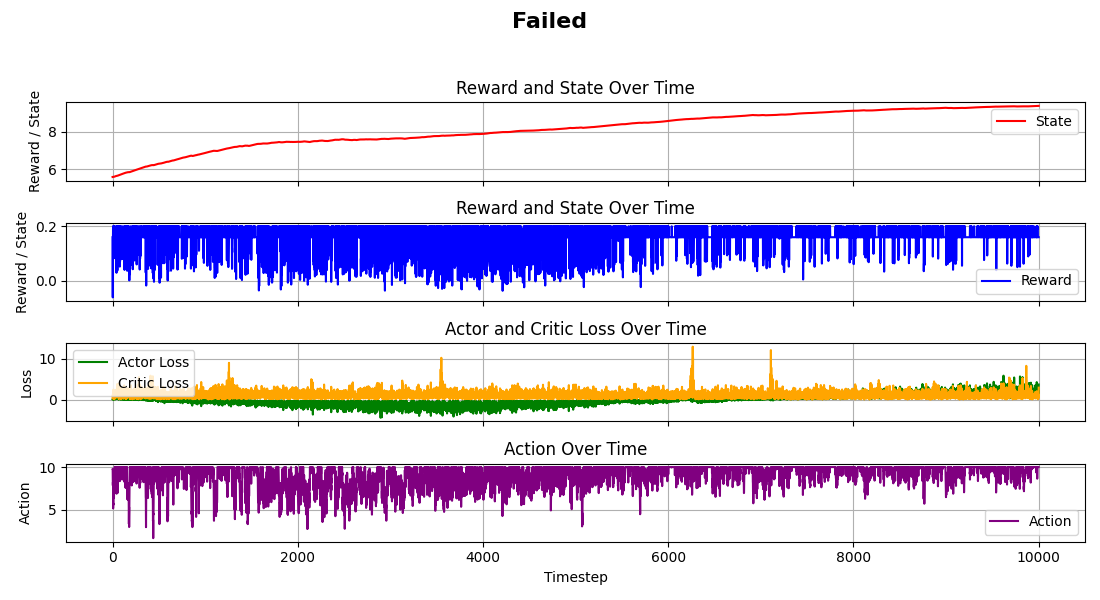 Failed
Reward and State Over Time
Reward / State
8
6
State
Reward and State Over Time
Reward / State
0.2
0.0
Reward
Actor and Critic Loss Over Time
Loss
10
0
Actor Loss
Critic Loss
Action Over Time
Action
10
5
Action
0 2000 4000 6000 8000 10000
Timestep